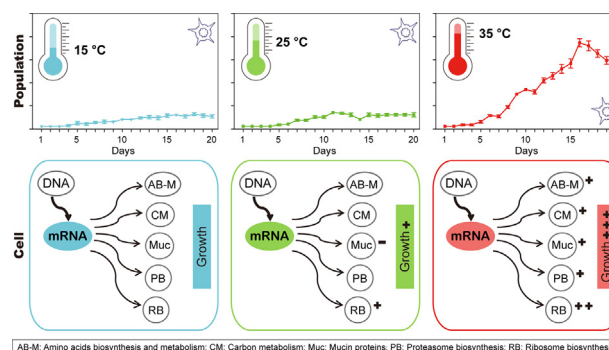 Population
15 °C
25 °C
35 °C
1 5 10 15 20
Days
1 5 10 15 20
Days
1 5 10 15
Days
Cell
DNA
mRNA
AB-M
CM
Muc
PB
RB
Growth
DNA
mRNA
AB-M
CM
Muc -
PB
RB +
Growth +
DNA
mRNA
AB-M +
CM +
Muc +
PB +
RB ++
Growth
AB-M: Amino acids biosynthesis and metabolism; CM: Carbon metabolism; Muc: Mucin proteins; PB: Proteasome biosynthesis; RB: Ribosome biosynthes